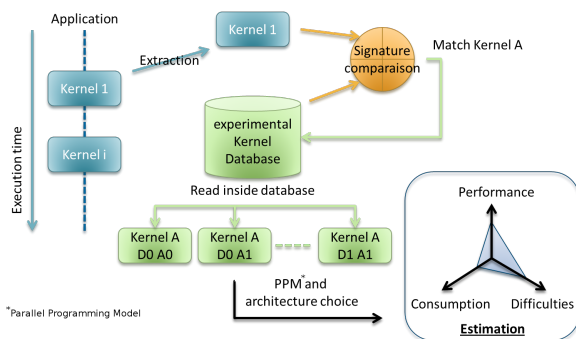 Application
Kernel 1
Extraction
Signature
comparaison
Match Kernel A
Kernel 1
Kernel i
Execution time
experimental
Kernel
Database
Read inside database
Kernel A
D0 A0
Kernel A
D0 A1
Kernel A
D1 A1
PPM* and
architecture choice
*Parallel Programming Model
Performance
Consumption
Difficulties
Estimation